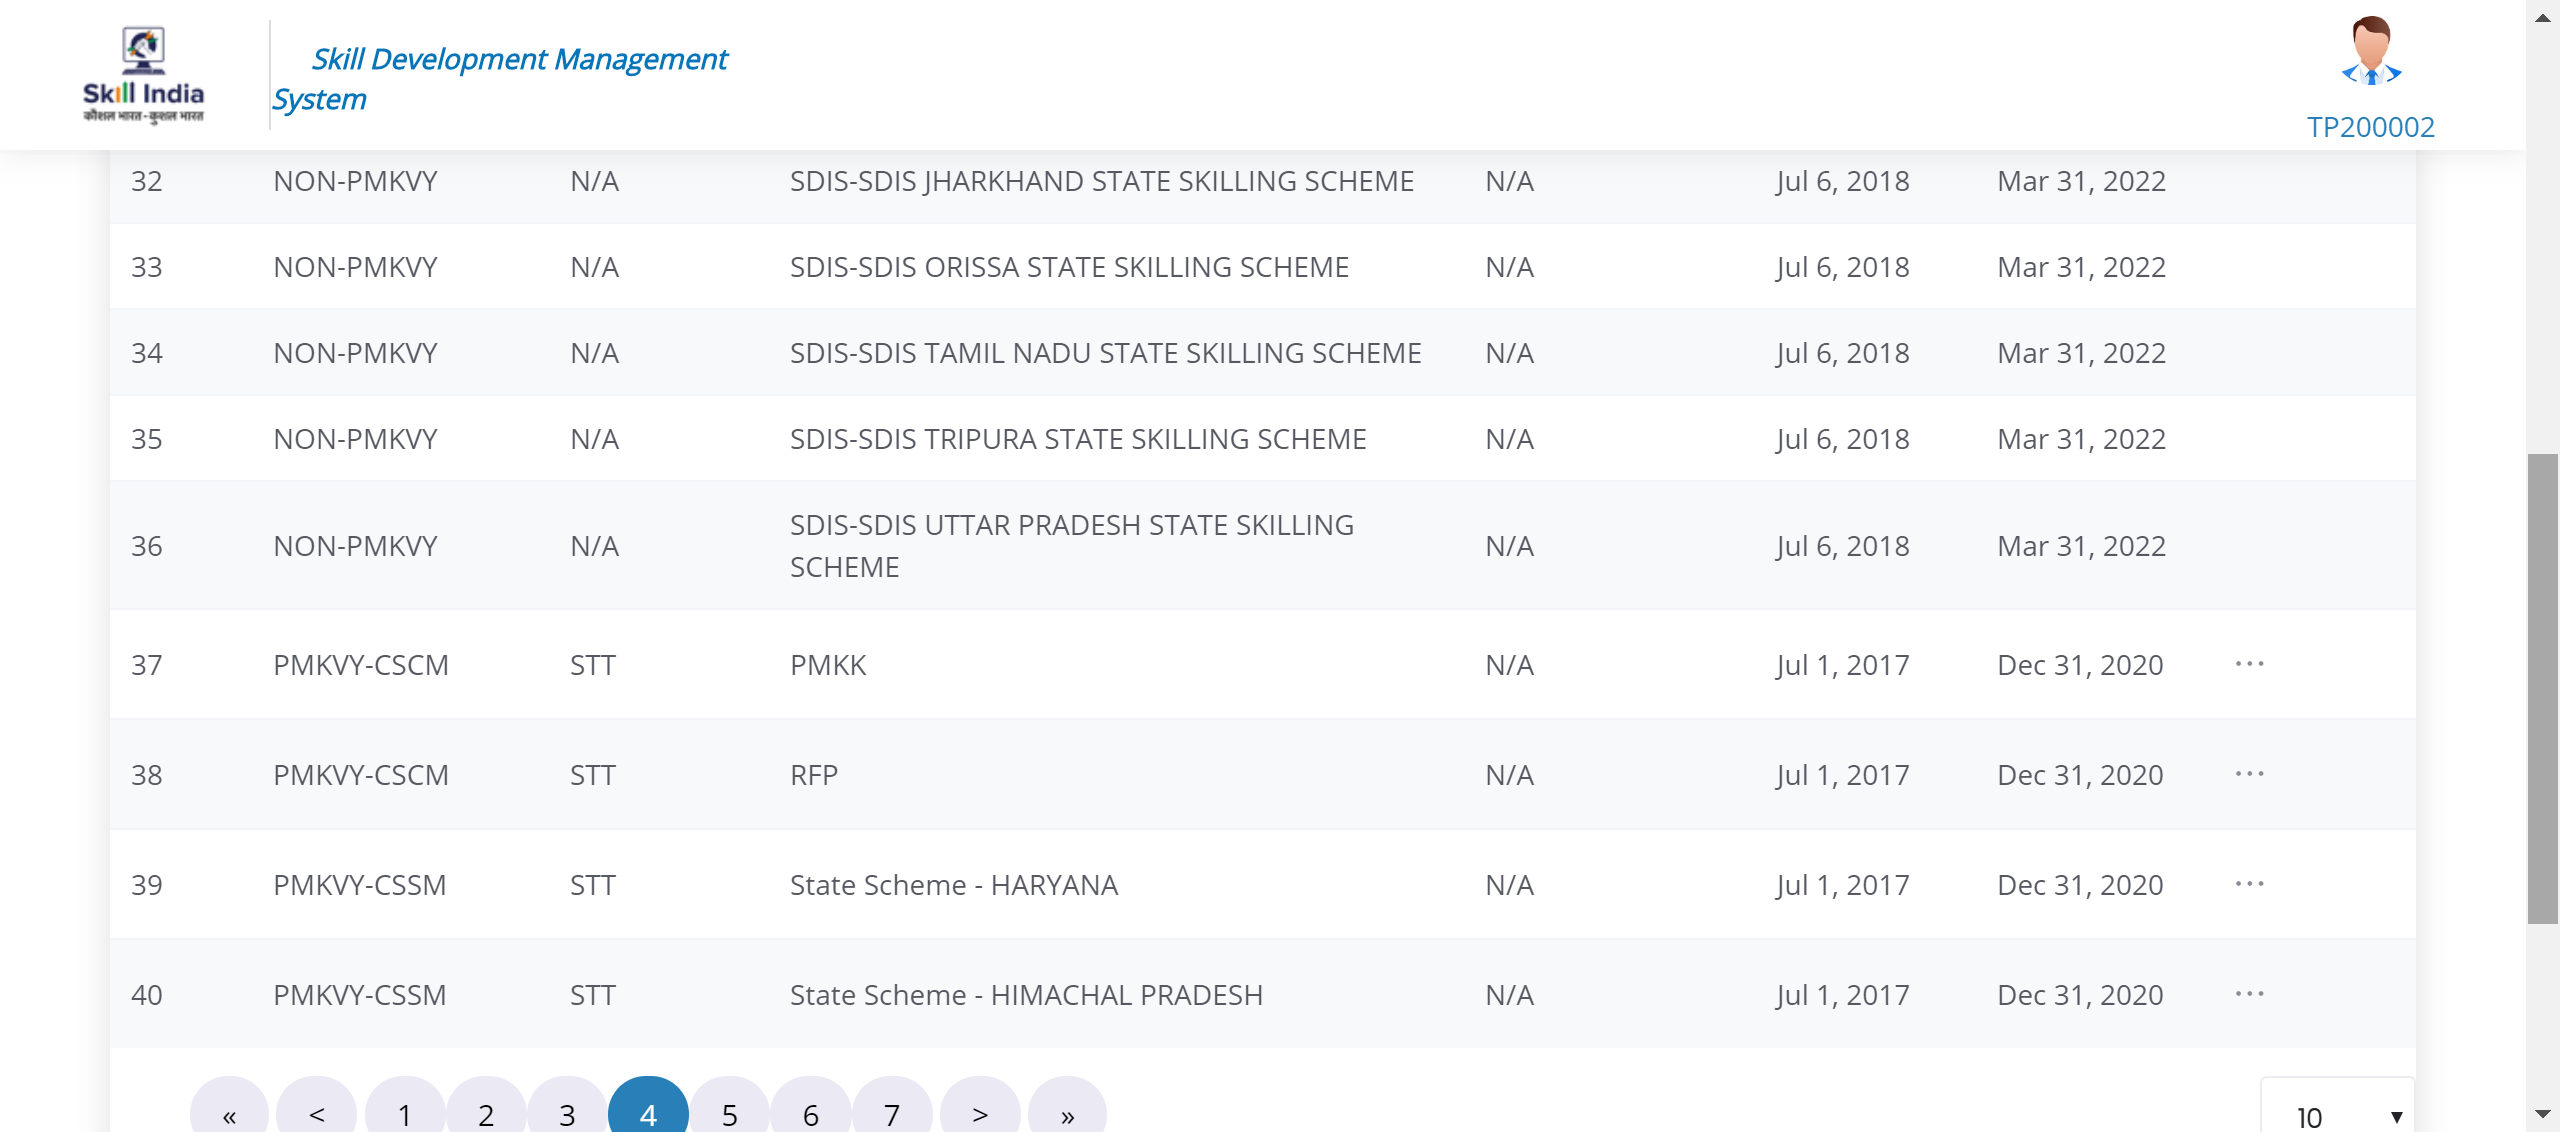 Skill India
कौशल भारत - कुशल भारत
Skill Development Management
System
TP200002
32 NON-PMKVY N/A SDIS-SDIS JHARKHAND STATE SKILLING SCHEME N/A Jul 6, 2018 Mar 31, 2022
33 NON-PMKVY N/A SDIS-SDIS ORISSA STATE SKILLING SCHEME N/A Jul 6, 2018 Mar 31, 2022
34 NON-PMKVY N/A SDIS-SDIS TAMIL NADU STATE SKILLING SCHEME N/A Jul 6, 2018 Mar 31, 2022
35 NON-PMKVY N/A SDIS-SDIS TRIPURA STATE SKILLING SCHEME N/A Jul 6, 2018 Mar 31, 2022
36 NON-PMKVY N/A SDIS-SDIS UTTAR PRADESH STATE SKILLING
SCHEME N/A Jul 6, 2018 Mar 31, 2022
37 PMKVY-CSCM STT PMKK N/A Jul 1, 2017 Dec 31, 2020 ...
38 PMKVY-CSCM STT RFP N/A Jul 1, 2017 Dec 31, 2020 ...
39 PMKVY-CSSM STT State Scheme - HARYANA N/A Jul 1, 2017 Dec 31, 2020 ...
40 PMKVY-CSSM STT State Scheme - HIMACHAL PRADESH N/A Jul 1, 2017 Dec 31, 2020 ...
« < 1 2 3 4 5 6 7 > » 10